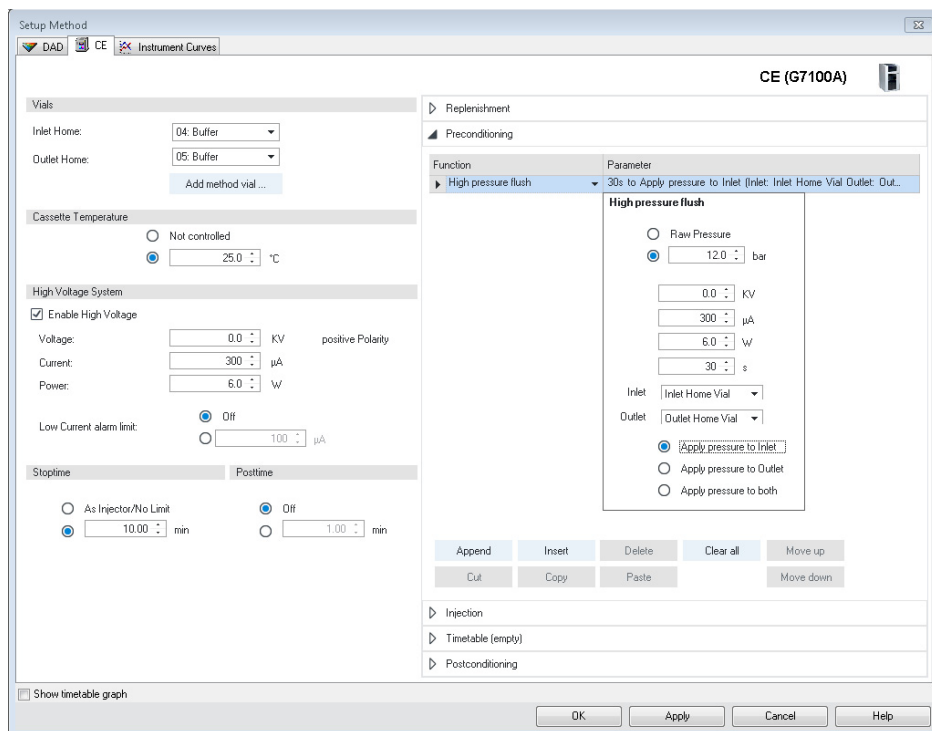 Setup Method
DAD CE Instrument Curves
CE (G7100A)
Vials
Inlet Home: 04: Buffer
Outlet Home: 05: Buffer
Add method vial ...
Cassette Temperature
Not controlled
25.0 °C
High Voltage System
Enable High Voltage
Voltage: 0.0 KV positive Polarity
Current: 300 µA
Power: 6.0 W
Low Current alarm limit: Off
100 µA
Stoptime Posttime
As Injector/No Limit Off
10.00 min 1.00 min
Replenishment
Preconditioning
Function Parameter
High pressure flush 30s to Apply pressure to Inlet (Inlet: Inlet Home Vial Outlet: Out...
High pressure flush
Raw Pressure
12.0 bar
0.0 KV
300 µA
6.0 W
30 s
Inlet Inlet Home Vial
Outlet Outlet Home Vial
Apply pressure to Inlet
Apply pressure to Outlet
Apply pressure to both
Append Insert Delete Clear all Move up
Cut Copy Paste Move down
Injection
Timetable (empty)
Postconditioning
Show timetable graph
OK Apply Cancel Help